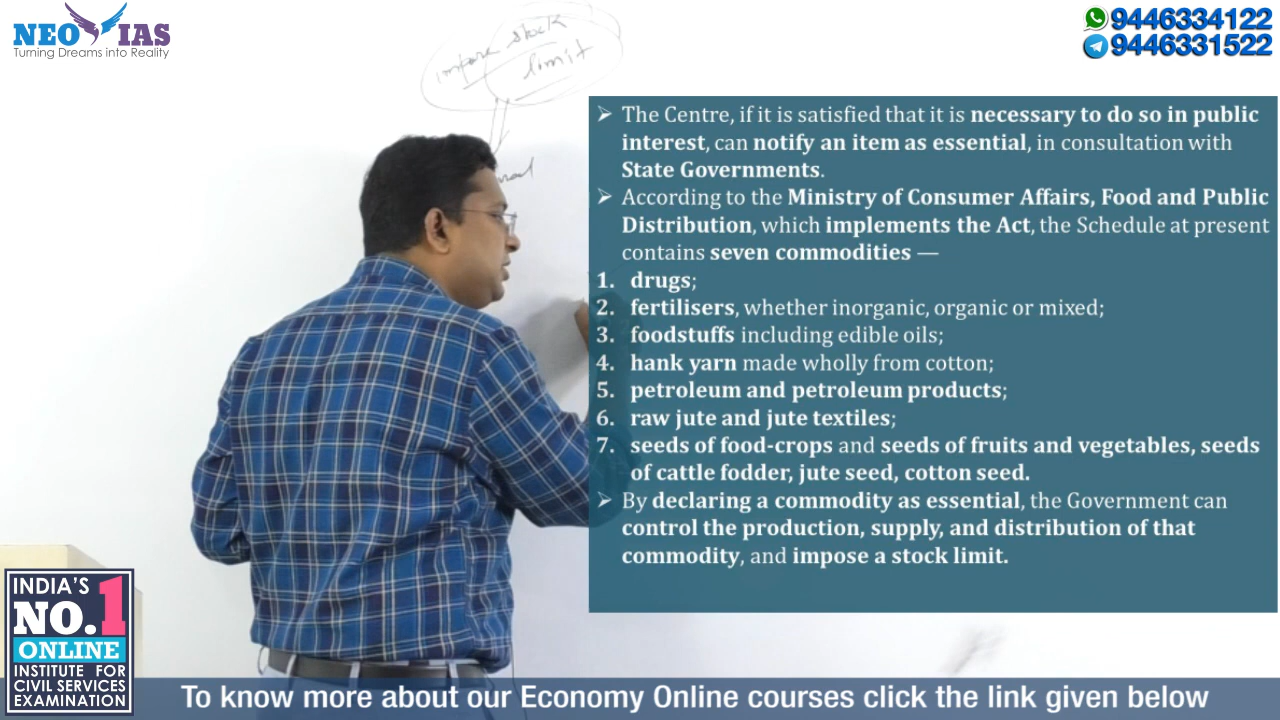 NEO IAS
Turning Dreams into Reality
9446334122
9446331522
impose stock
limit
➢ The Centre, if it is satisfied that it is necessary to do so in public
interest, can notify an item as essential, in consultation with
State Governments.
➢ According to the Ministry of Consumer Affairs, Food and Public
Distribution, which implements the Act, the Schedule at present
contains seven commodities —
1. drugs;
2. fertilisers, whether inorganic, organic or mixed;
3. foodstuffs including edible oils;
4. hank yarn made wholly from cotton;
5. petroleum and petroleum products;
6. raw jute and jute textiles;
7. seeds of food-crops and seeds of fruits and vegetables, seeds
of cattle fodder, jute seed, cotton seed.
➢ By declaring a commodity as essential, the Government can
control the production, supply, and distribution of that
commodity, and impose a stock limit.
INDIA'S
NO.1
ONLINE
INSTITUTE FOR
CIVIL SERVICES
EXAMINATION
To know more about our Economy Online courses click the link given below